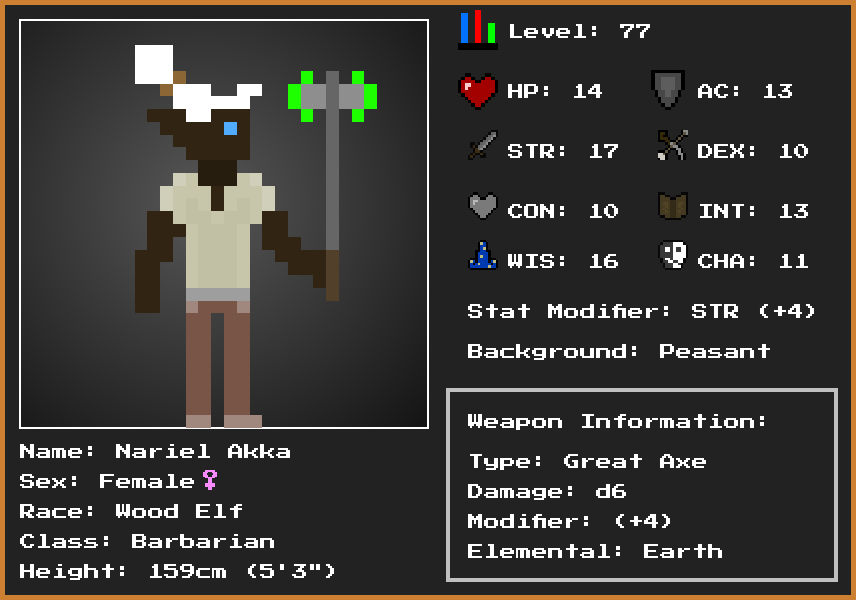 Level: 77
HP: 14 AC: 13
STR: 17 DEX: 10
CON: 10 INT: 13
WIS: 16 CHA: 11
Stat Modifier: STR (+4)
Background: Peasant
Weapon Information:
Type: Great Axe
Damage: d6
Modifier: (+4)
Elemental: Earth
Name: Nariel Akka
Sex: Female♀
Race: Wood Elf
Class: Barbarian
Height: 159cm (5'3")